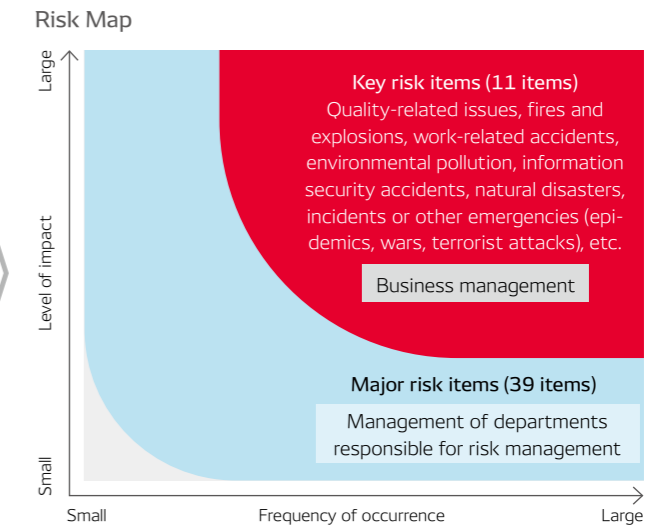 Risk Map
Large
Level of impact
Small
Key risk items (11 items)
Quality-related issues, fires and
explosions, work-related accidents,
environmental pollution, information
security accidents, natural disasters,
incidents or other emergencies (epi-
demics, wars, terrorist attacks), etc.
Business management
Major risk items (39 items)
Management of departments
responsible for risk management
Small
Frequency of occurrence
Large